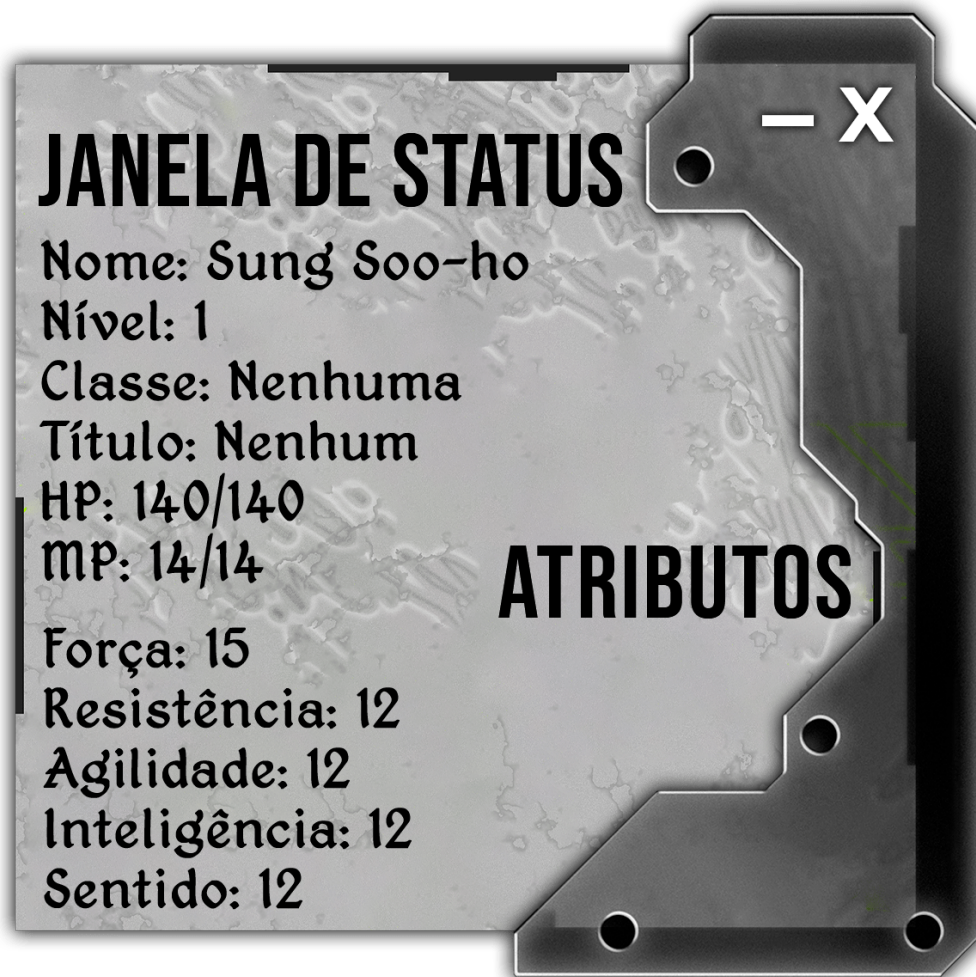 – X
JANELA DE STATUS
Nome: Sung Soo-ho
Nível: 1
Classe: Nenhuma
Título: Nenhum
HP: 140/140
MP: 14/14
ATRIBUTOS
Força: 15
Resistência: 12
Agilidade: 12
Inteligência: 12
Sentido: 12